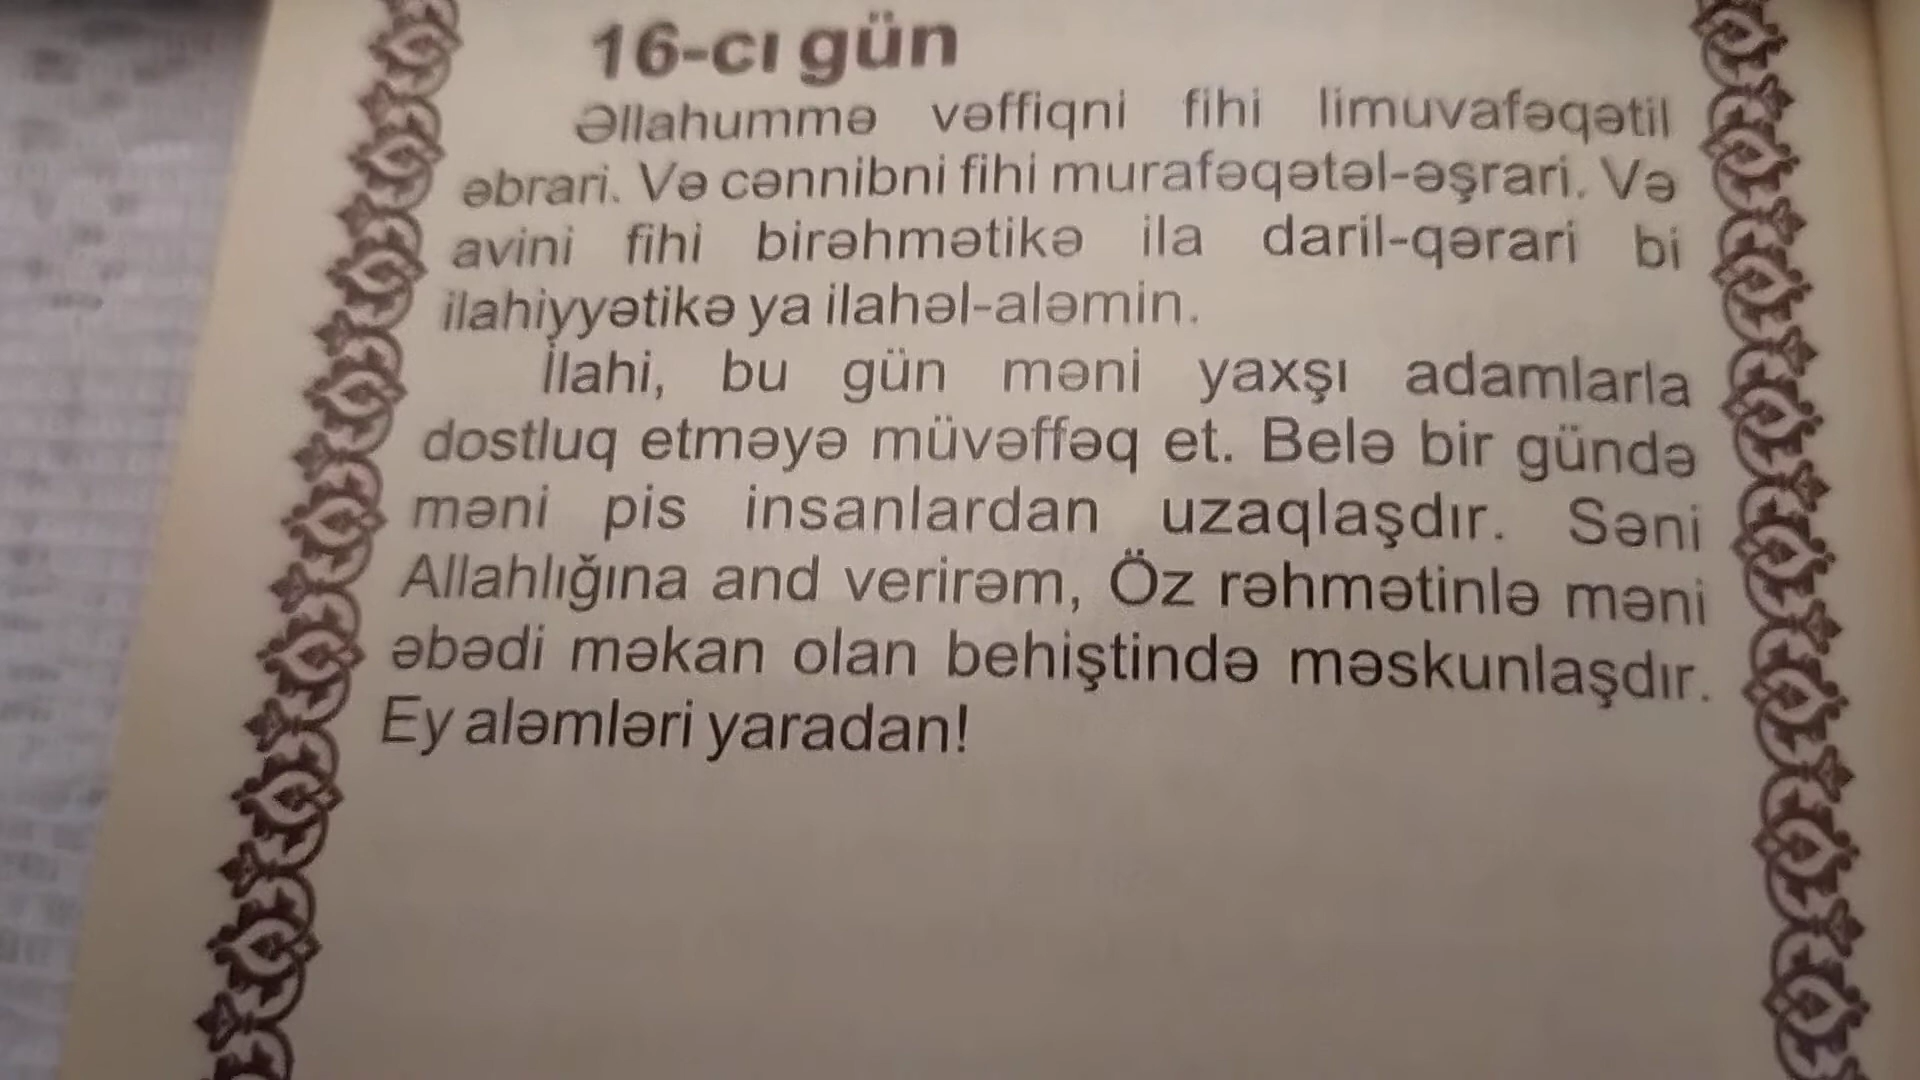 16-cı gün
Əllahummə vəffiqni fihi limuvafəqətil
əbrari. Və cənnibni fihi murafəqətəl-əşrari. Və
avini fihi birəhmətikə ila daril-qərari bi
ilahiyyətikə ya ilahəl-aləmin.
İlahi, bu gün məni yaxşı adamlarla
dostluq etməyə müvəffəq et. Belə bir gündə
məni pis insanlardan uzaqlaşdır. Səni
Allahlığına and verirəm, Öz rəhmətinlə məni
əbədi məkan olan behiştində məskunlaşdır.
Ey aləmləri yaradan!